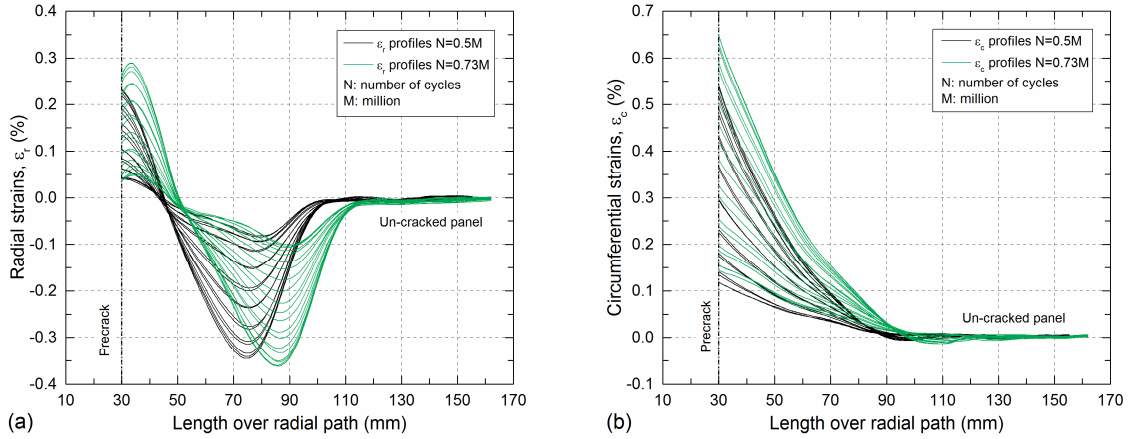 0.4
0.3
0.2
0.1
0.0
-0.1
-0.2
-0.3
-0.4
Radial strains, εr (%)
εr profiles N=0.5M
εr profiles N=0.73M
N: number of cycles
M: million
Un-cracked panel
Precrack
10 30 50 70 90 110 130 150 170
Length over radial path (mm)
(a)
0.7
0.6
0.5
0.4
0.3
0.2
0.1
0.0
-0.1
Circumferential strains, εc (%)
εc profiles N=0.5M
εc profiles N=0.73M
N: number of cycles
M: million
Un-cracked panel
Precrack
10 30 50 70 90 110 130 150 170
Length over radial path (mm)
(b)